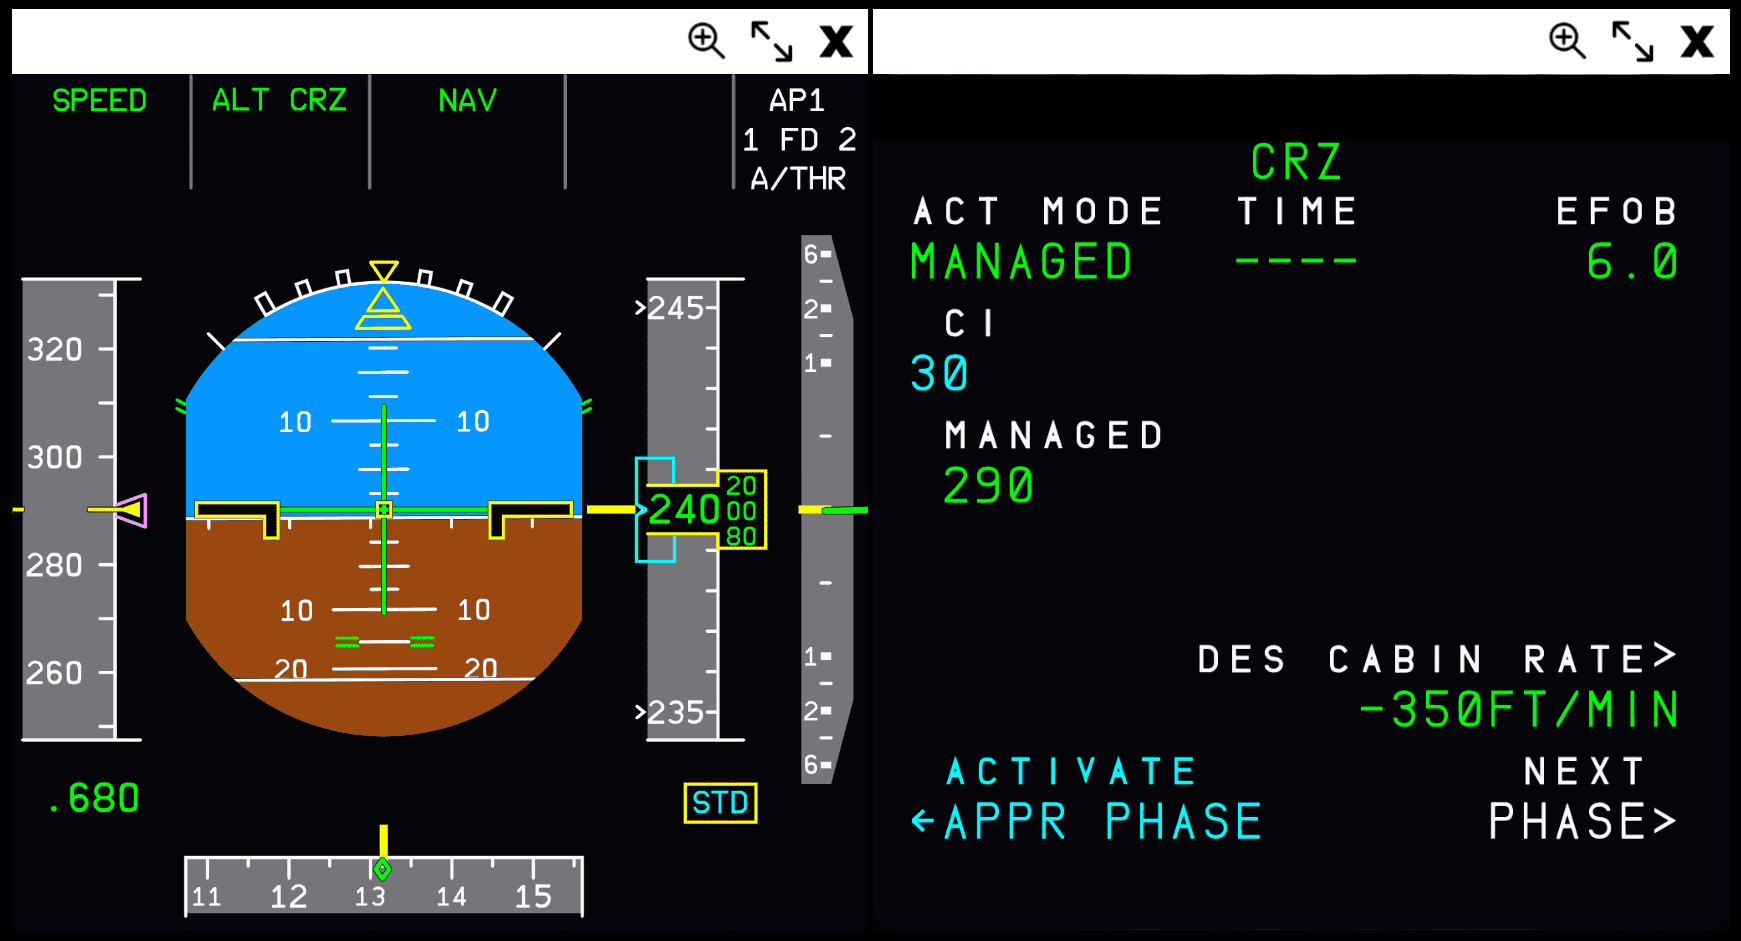 SPEED ALT CRZ NAV AP1
1 FD 2
A/THR
320
300
280
260
.680
10 10
10 10
20 20
>245
240
20
00
80
>235
6
2
1
1
2
6
STD
11 12 13 14 15
CRZ
ACT MODE TIME EFOB
MANAGED ---- 6.0
CI
30
MANAGED
290
DES CABIN RATE>
-350FT/MIN
ACTIVATE NEXT
←APPR PHASE PHASE>